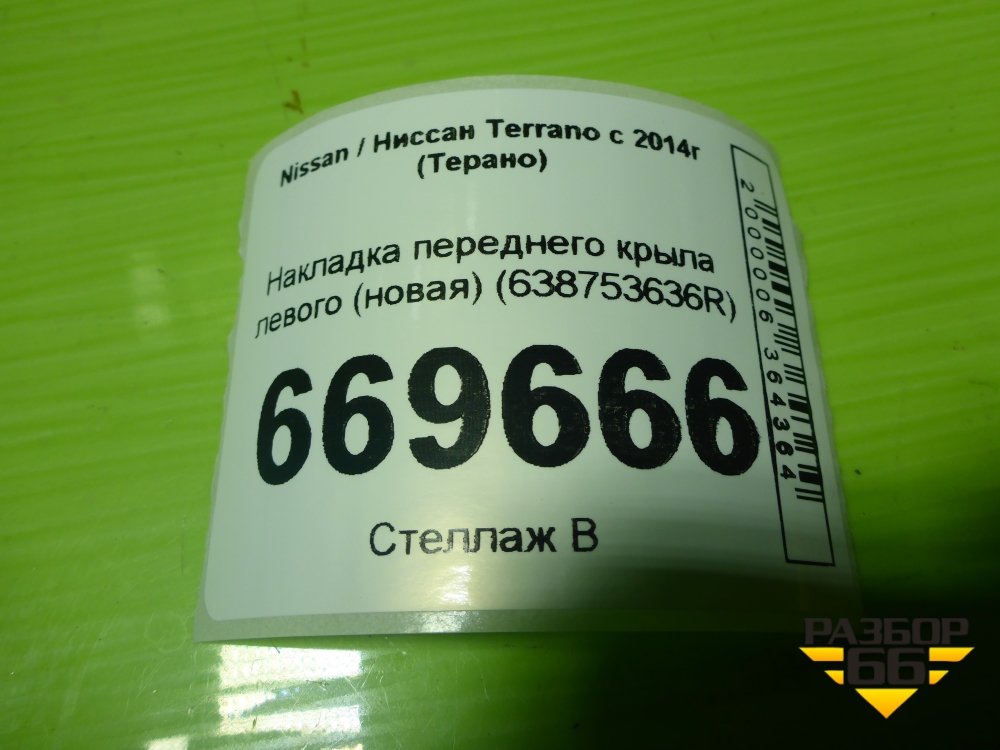 Nissan / Ниссан Terrano с 2014г
(Терано)
Накладка переднего крыла
левого (новая) (638753636R)
669666
Стеллаж В
2000006364364
РАЗБОР
66